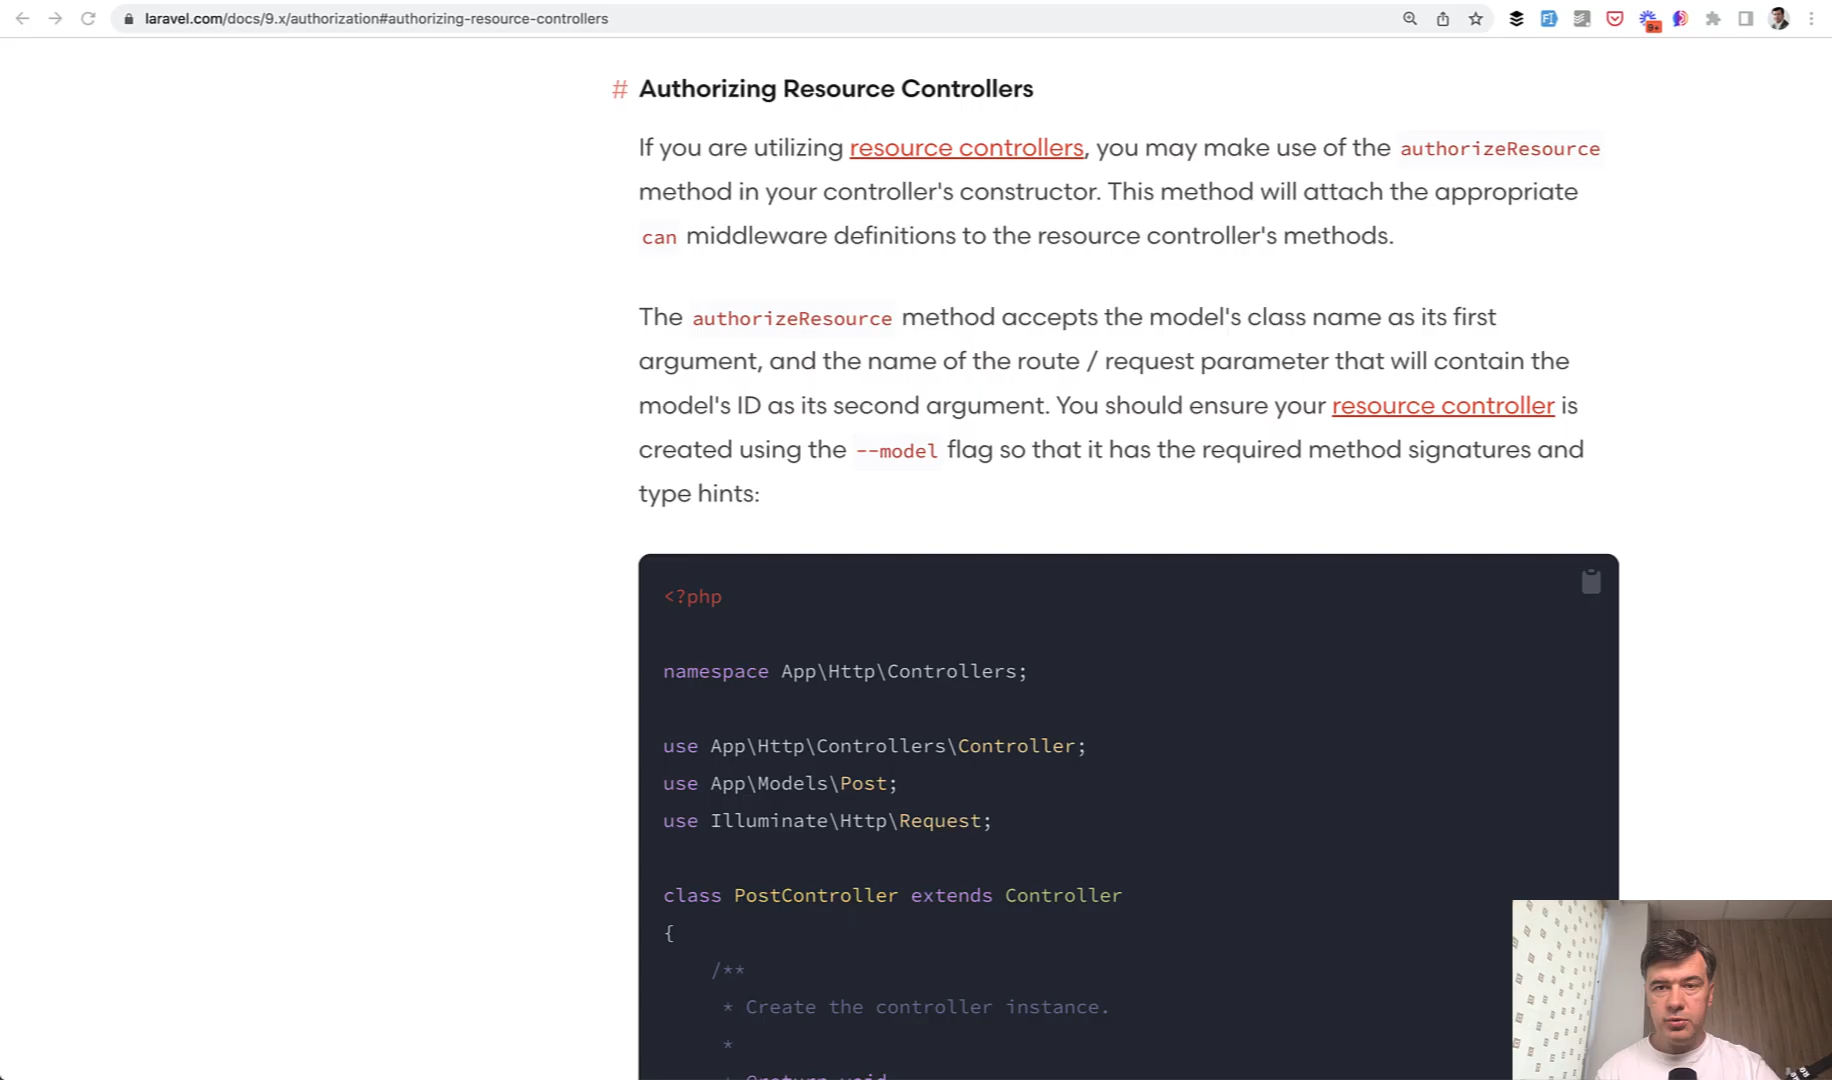 laravel.com/docs/9.x/authorization#authorizing-resource-controllers
9+
# Authorizing Resource Controllers
If you are utilizing resource controllers, you may make use of the authorizeResource
method in your controller's constructor. This method will attach the appropriate
can middleware definitions to the resource controller's methods.
The authorizeResource method accepts the model's class name as its first
argument, and the name of the route / request parameter that will contain the
model's ID as its second argument. You should ensure your resource controller is
created using the --model flag so that it has the required method signatures and
type hints:
<?php
namespace App\Http\Controllers;
use App\Http\Controllers\Controller;
use App\Models\Post;
use Illuminate\Http\Request;
class PostController extends Controller
{
/**
* Create the controller instance.
*
* @return void